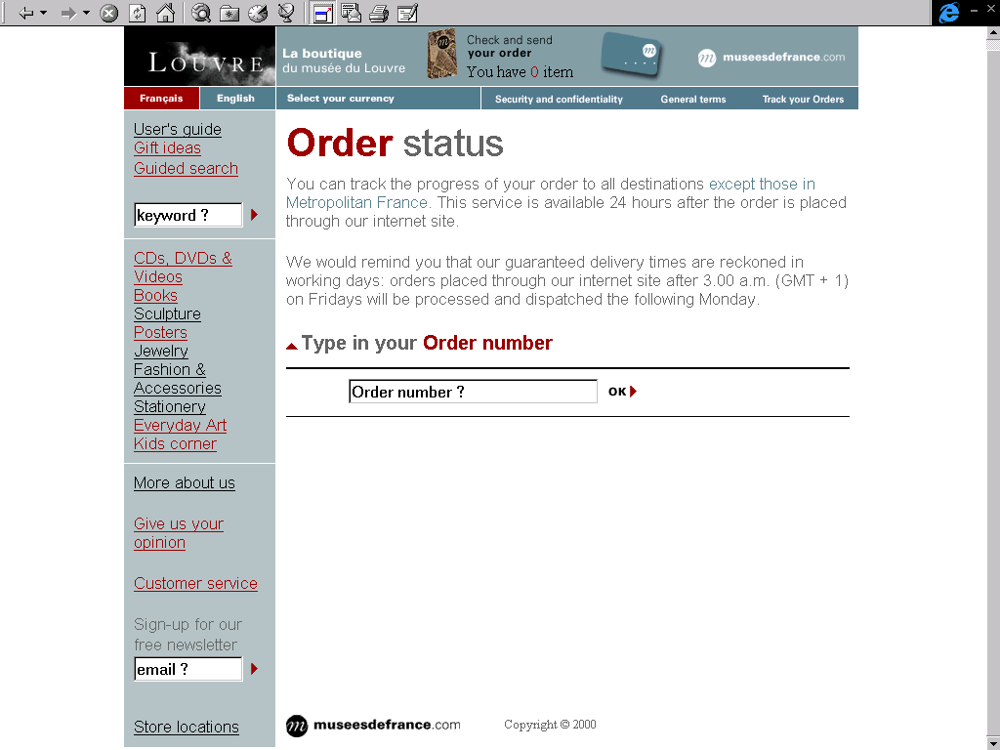 LOUVRE
La boutique
du musée du Louvre
Check and send
your order
You have 0 item
m
m museesdefrance.com
Français
English
Select your currency
Security and confidentiality
General terms
Track your Orders
User's guide
Gift ideas
Guided search
keyword ?
CDs, DVDs &
Videos
Books
Sculpture
Posters
Jewelry
Fashion &
Accessories
Stationery
Everyday Art
Kids corner
More about us
Give us your
opinion
Customer service
Sign-up for our
free newsletter
email ?
Store locations
Order status
You can track the progress of your order to all destinations except those in
Metropolitan France. This service is available 24 hours after the order is placed
through our internet site.
We would remind you that our guaranteed delivery times are reckoned in
working days: orders placed through our internet site after 3.00 a.m. (GMT + 1)
on Fridays will be processed and dispatched the following Monday.
Type in your Order number
Order number ?
OK
m museesdefrance.com
Copyright © 2000